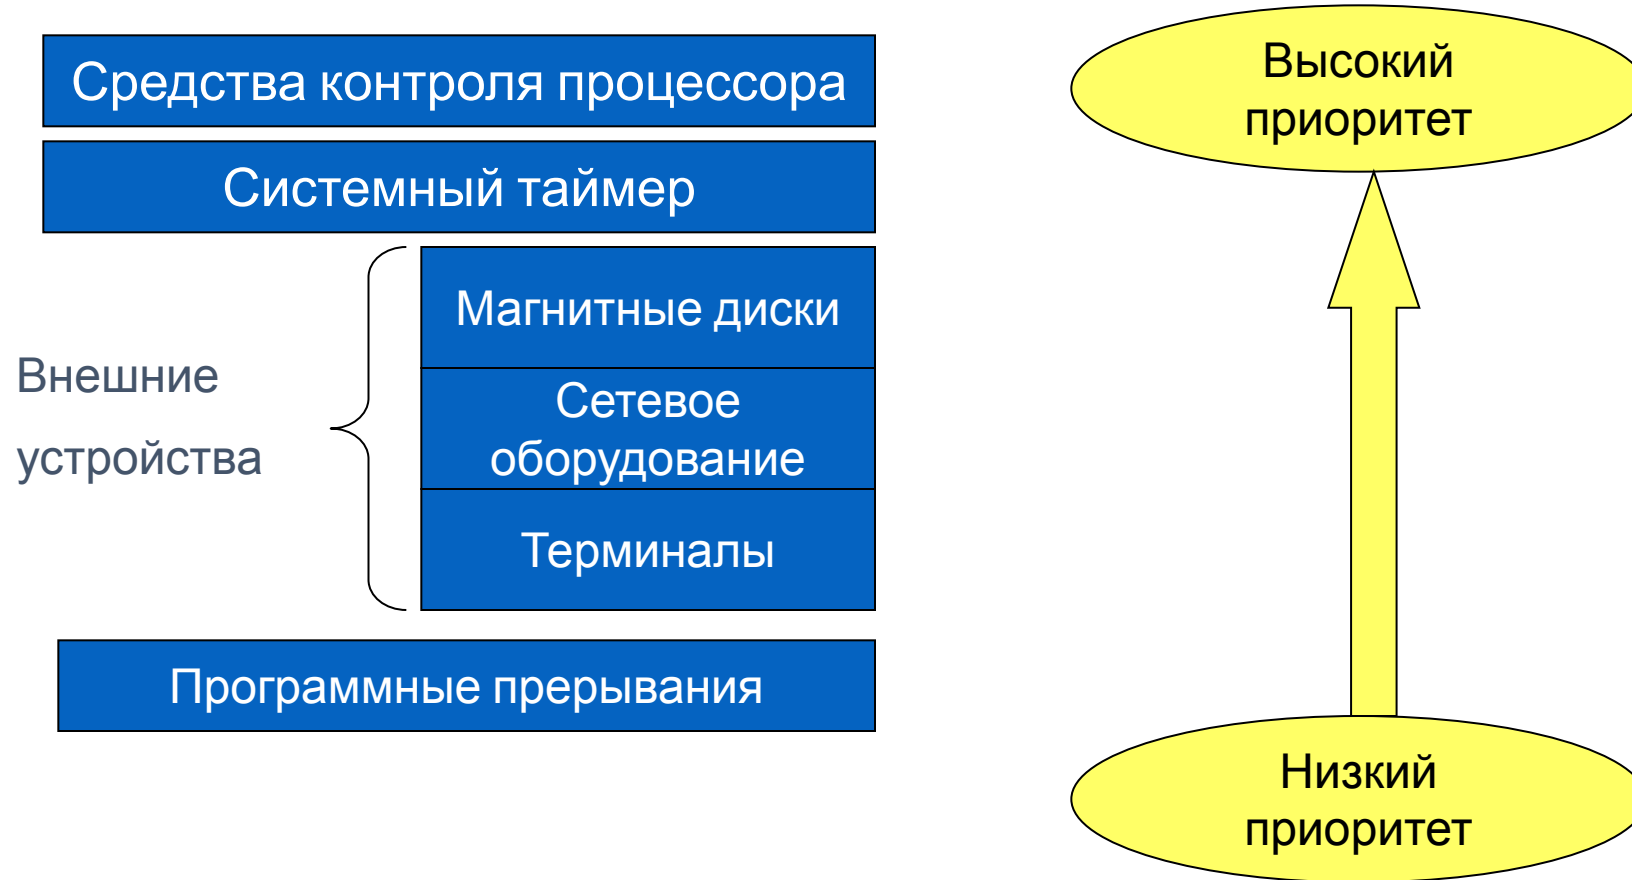 Средства контроля процессора
Системный таймер
Магнитные диски
Внешние
устройства
Сетевое
оборудование
Терминалы
Программные прерывания
Высокий
приоритет
Низкий
приоритет